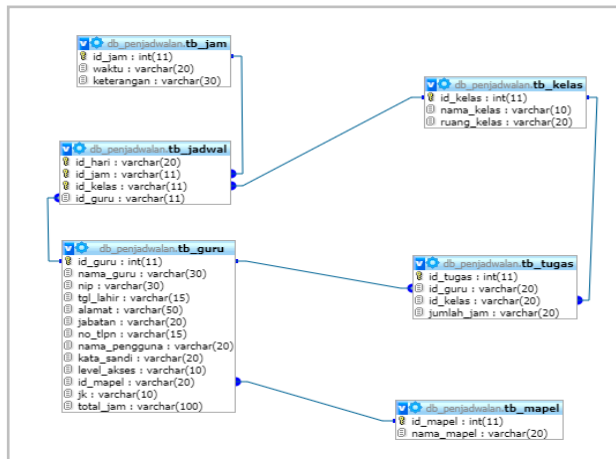 db_penjadwalan.tb_jam
id_jam : int(11)
waktu : varchar(20)
keterangan : varchar(30)
db_penjadwalan.tb_kelas
id_kelas : int(11)
nama_kelas : varchar(10)
ruang_kelas : varchar(20)
db_penjadwalan.tb_jadwal
id_hari : varchar(20)
id_jam : varchar(11)
id_kelas : varchar(11)
id_guru : varchar(11)
db_penjadwalan.tb_guru
id_guru : int(11)
nama_guru : varchar(30)
nip : varchar(30)
tgl_lahir : varchar(15)
alamat : varchar(50)
jabatan : varchar(20)
no_tlpn : varchar(15)
nama_pengguna : varchar(20)
kata_sandi : varchar(20)
level_akses : varchar(10)
id_mapel : varchar(20)
jk : varchar(10)
total_jam : varchar(100)
db_penjadwalan.tb_tugas
id_tugas : int(11)
id_guru : varchar(20)
id_kelas : varchar(20)
jumlah_jam : varchar(20)
db_penjadwalan.tb_mapel
id_mapel : int(11)
nama_mapel : varchar(20)